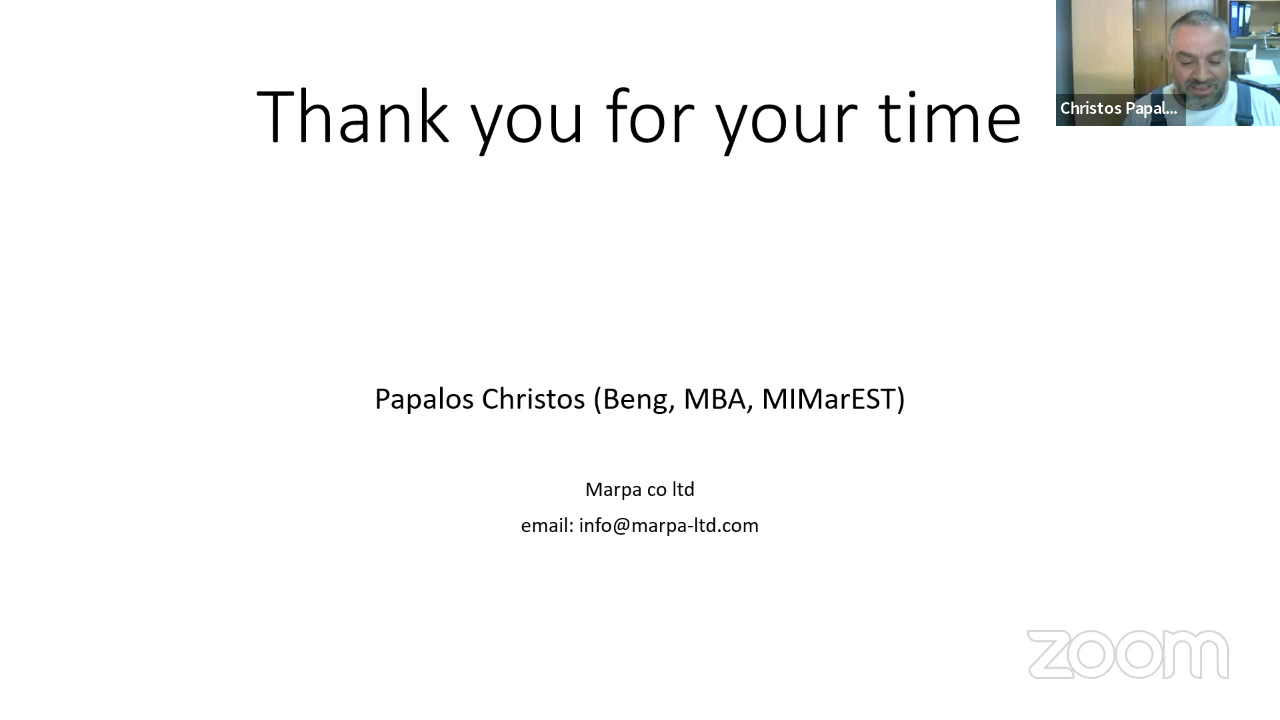 Thank you for your time
Christos Papal...
Papalos Christos (Beng, MBA, MIMarEST)
Marpa co ltd
email: info@marpa-ltd.com
zoom